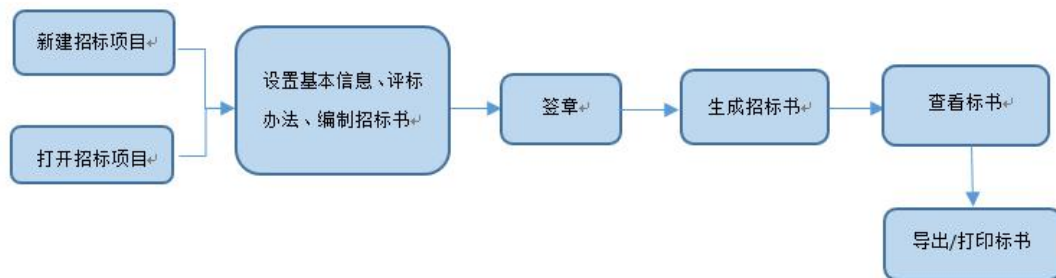 新建招标项目
打开招标项目
设置基本信息、评标
办法、编制招标书
签章
生成招标书
查看标书
导出/打印标书